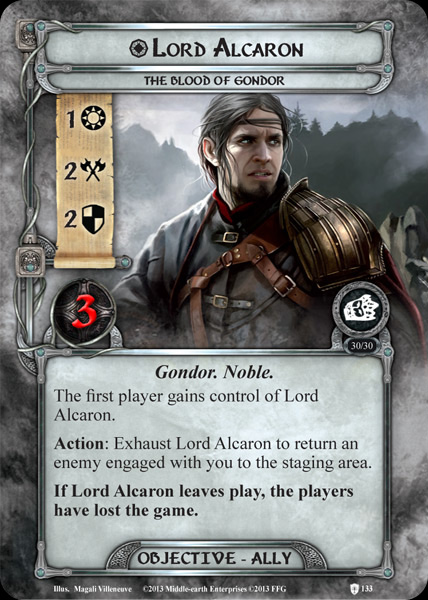 Lord Alcaron
The Blood of Gondor
1
2
2
3
30/30
Gondor. Noble.
The first player gains control of Lord
Alcaron.
Action: Exhaust Lord Alcaron to return an
enemy engaged with you to the staging area.
If Lord Alcaron leaves play, the players
have lost the game.
Objective - Ally
Illus. Magali Villeneuve ©2013 Middle-earth Enterprises ©2013 FFG 133